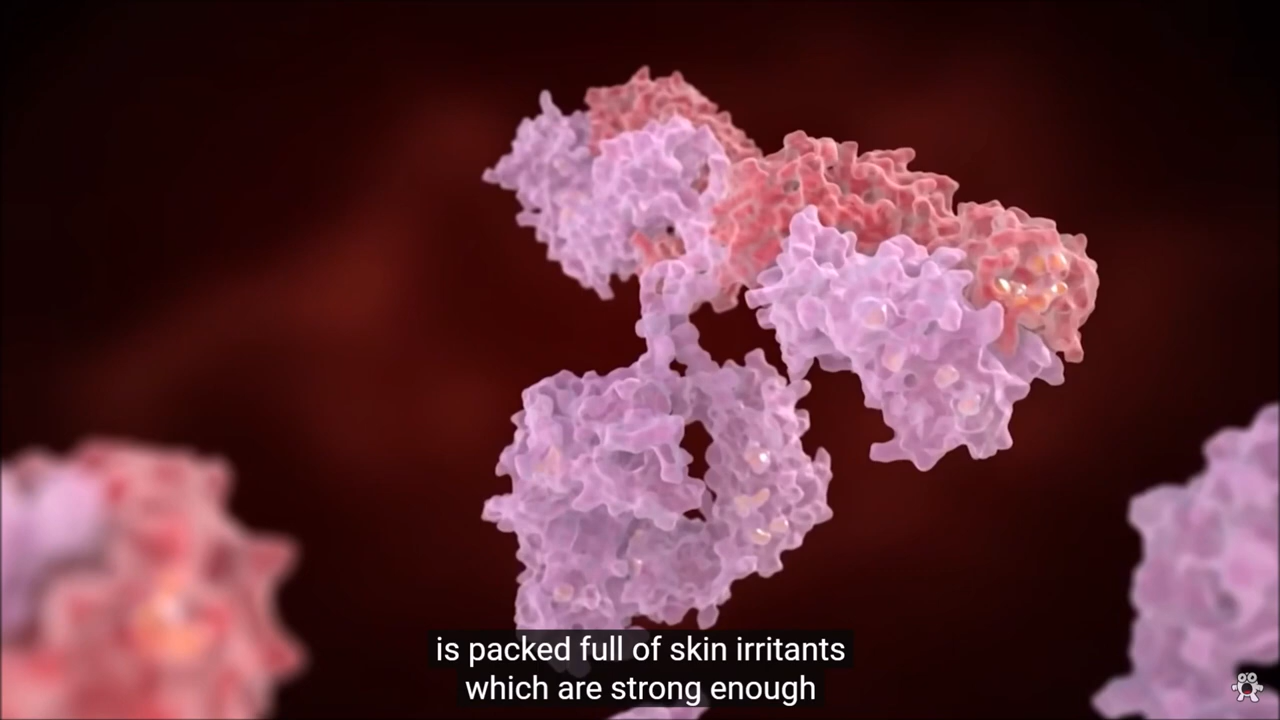 is packed full of skin irritants
which are strong enough